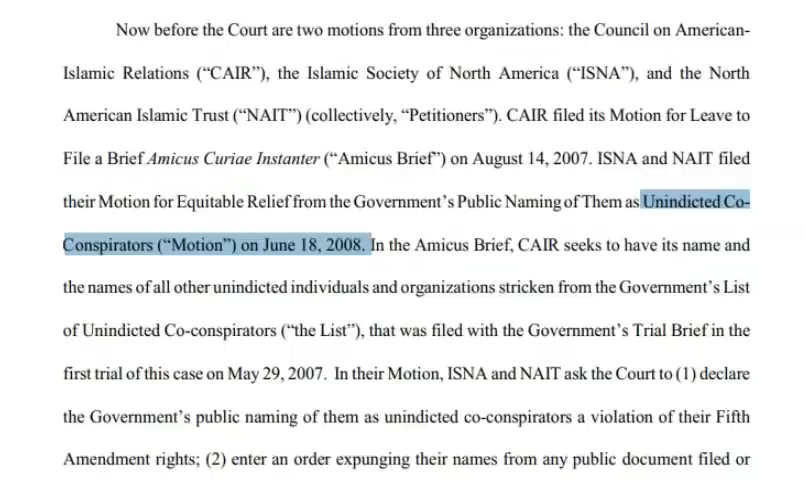 Now before the Court are two motions from three organizations: the Council on American-
Islamic Relations (“CAIR”), the Islamic Society of North America (“ISNA”), and the North
American Islamic Trust (“NAIT”) (collectively, “Petitioners”). CAIR filed its Motion for Leave to
File a Brief Amicus Curiae Instanter (“Amicus Brief”) on August 14, 2007. ISNA and NAIT filed
their Motion for Equitable Relief from the Government’s Public Naming of Them as Unindicted Co-
Conspirators (“Motion”) on June 18, 2008. In the Amicus Brief, CAIR seeks to have its name and
the names of all other unindicted individuals and organizations stricken from the Government’s List
of Unindicted Co-conspirators (“the List”), that was filed with the Government’s Trial Brief in the
first trial of this case on May 29, 2007. In their Motion, ISNA and NAIT ask the Court to (1) declare
the Government’s public naming of them as unindicted co-conspirators a violation of their Fifth
Amendment rights; (2) enter an order expunging their names from any public document filed or